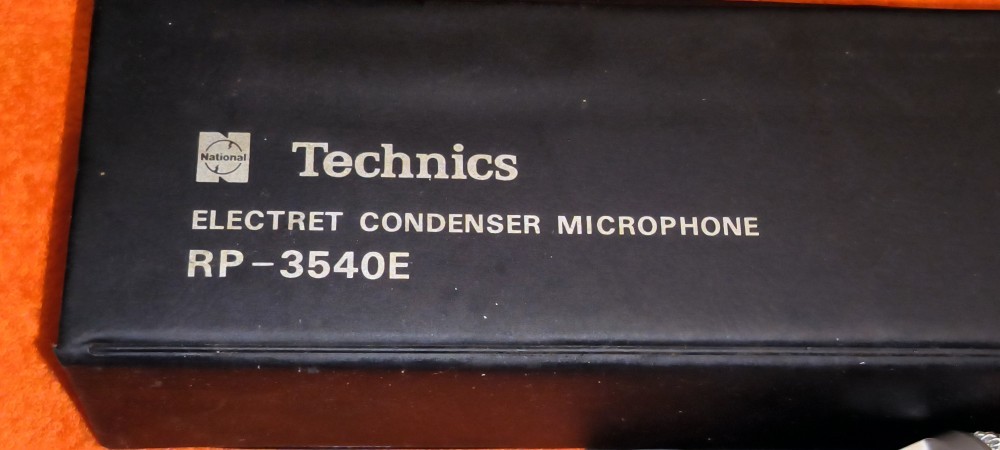 National Technics
ELECTRET CONDENSER MICROPHONE
RP-3540E